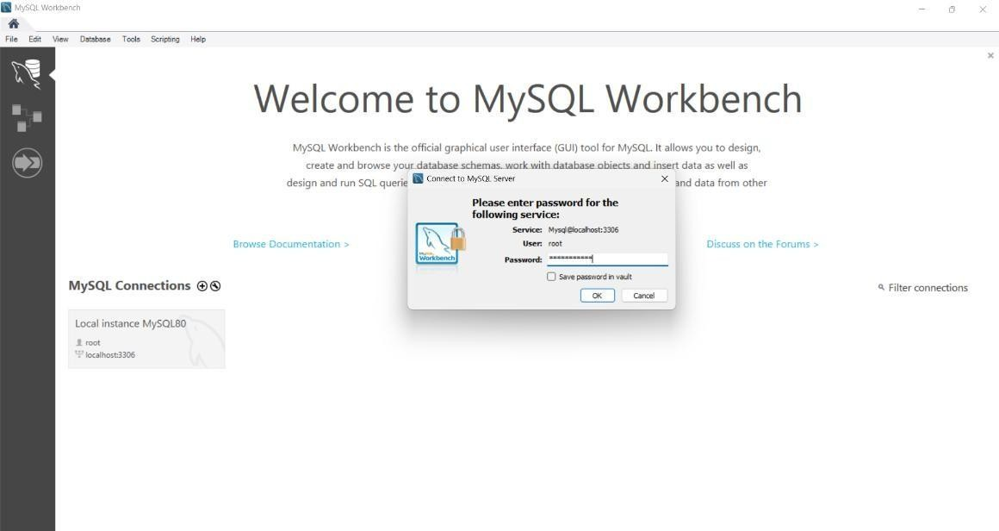 MySQL Workbench
File Edit View Database Tools Scripting Help
Welcome to MySQL Workbench
MySQL Workbench is the official graphical user interface (GUI) tool for MySQL. It allows you to design,
create and browse your database schemas, work with database objects and insert data as well as
design and run SQL querie and data from other
Connect to MySQL Server
Please enter password for the
following service:
Service: Mysql@localhost:3306
User: root
Password: ***********
Save password in vault
OK Cancel
MySQL Workbench
Browse Documentation >
Discuss on the Forums >
MySQL Connections
Filter connections
Local instance MySQL80
root
localhost:3306